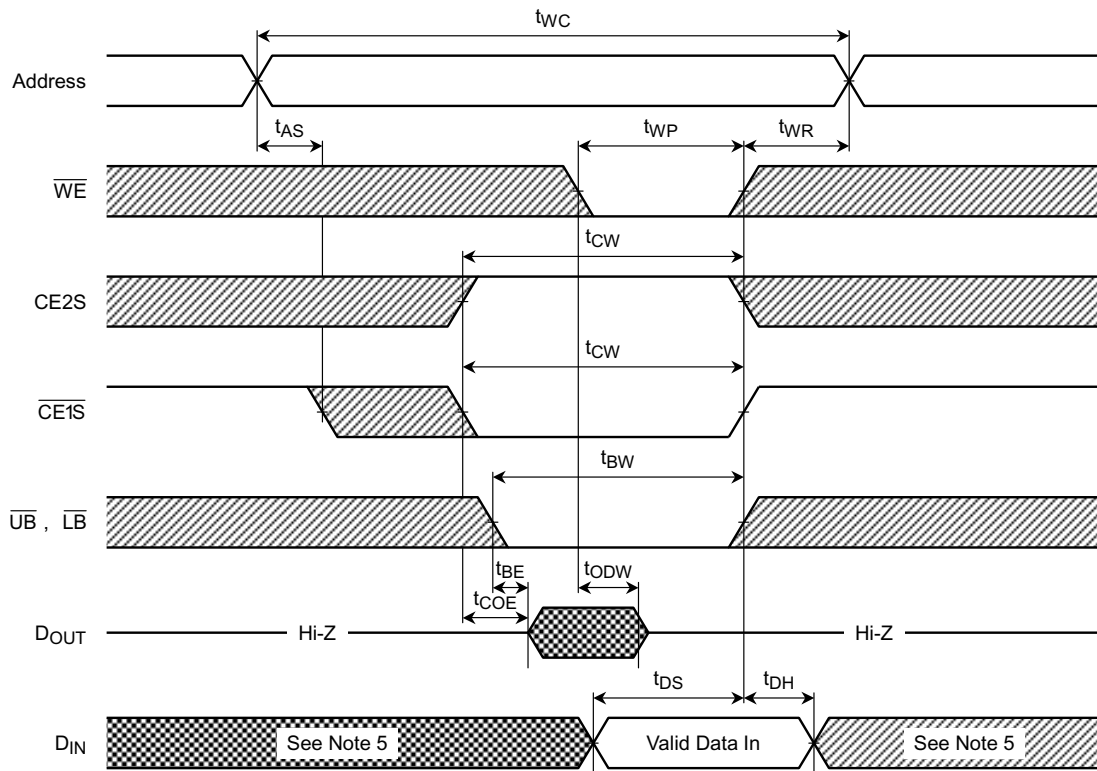 tWC
Address
tAS
tWP
tWR
WE
tCW
CE2S
tCW
CE1S
tBW
UB , LB
tBE
tODW
tCOE
DOUT
Hi-Z
Hi-Z
tDS
tDH
DIN
See Note 5
Valid Data In
See Note 5